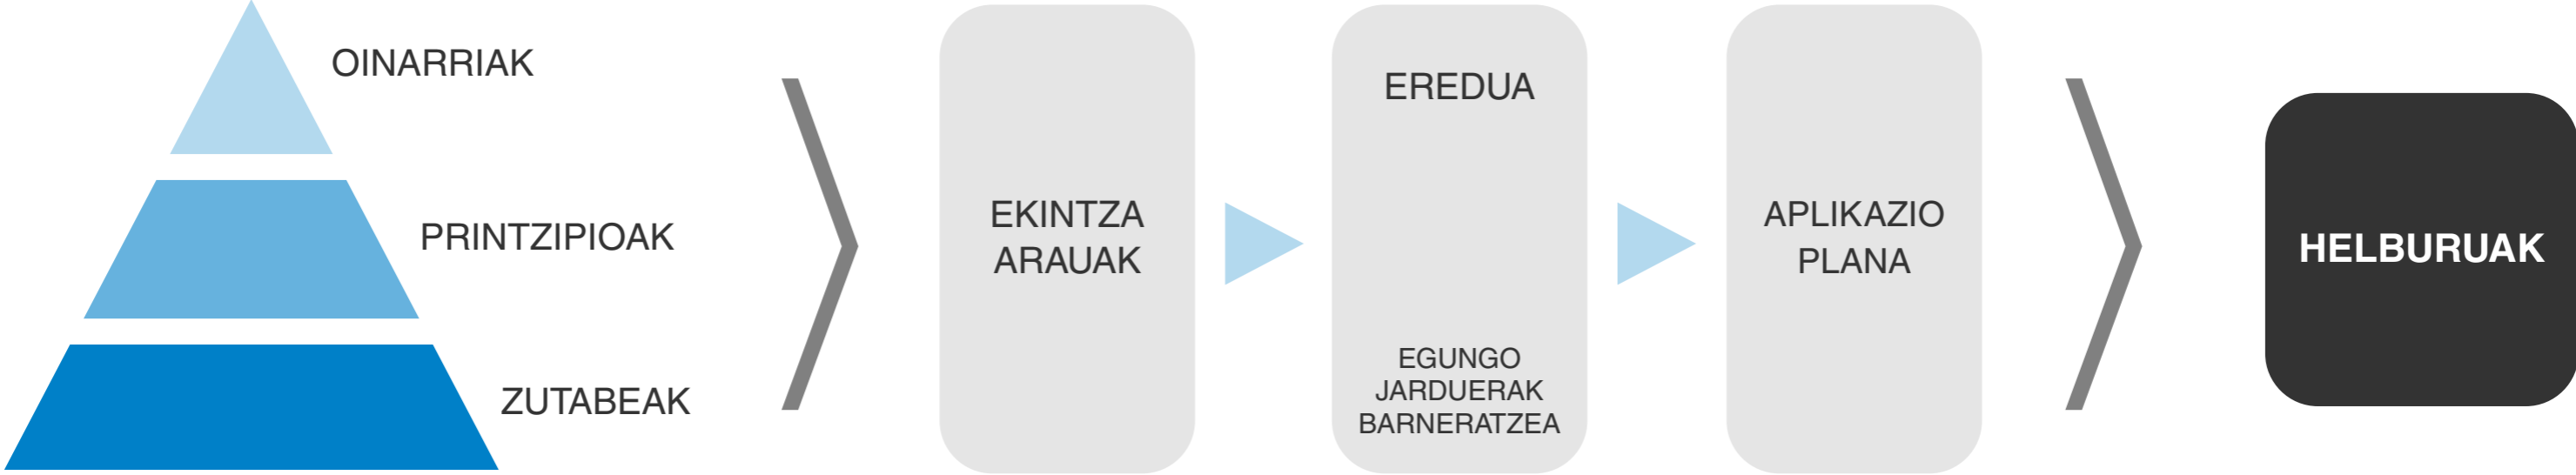 OINARRIAK
PRINTZIPIOAK
ZUTABEAK
EKINTZA
ARAUAK
EREDUA
EGUNGO
JARDUERAK
BARNERATZEA
APLIKAZIO
PLANA
HELBURUAK